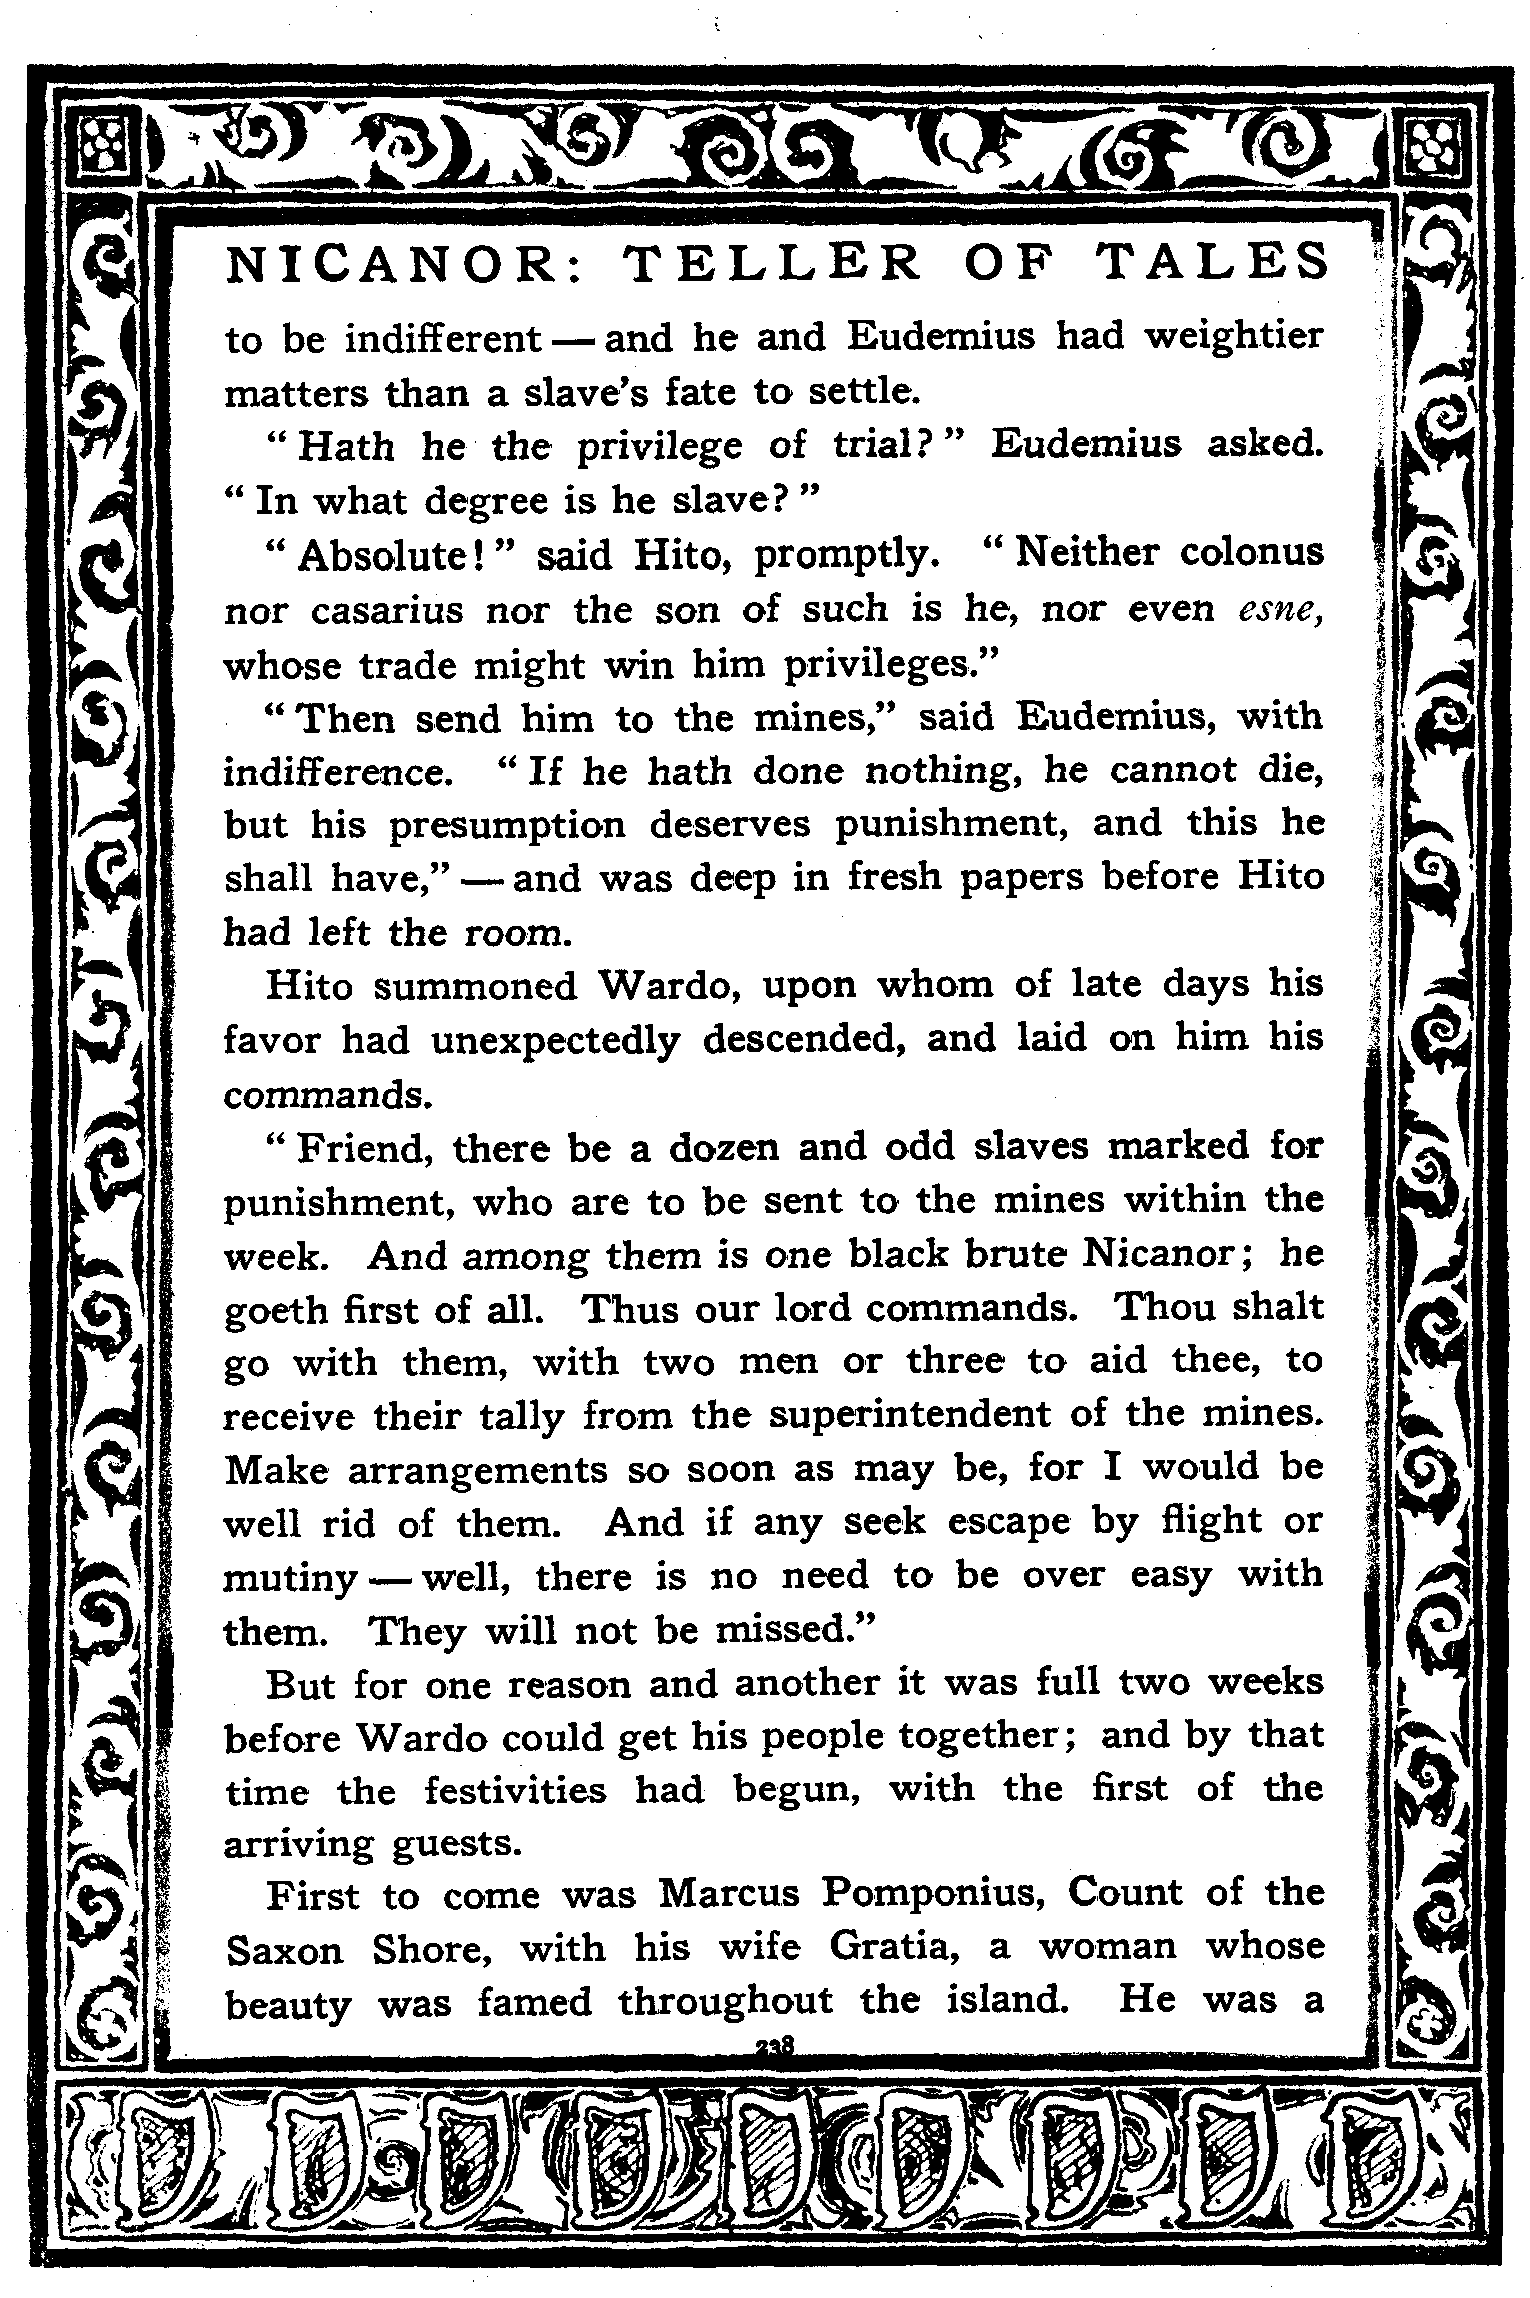 NICANOR: TELLER OF TALES
to be indifferent — and he and Eudemius had weightier
matters than a slave's fate to settle.
"Hath he the privilege of trial?" Eudemius asked.
"In what degree is he slave?"
"Absolute!" said Hito, promptly. "Neither colonus
nor casarius nor the son of such is he, nor even esne,
whose trade might win him privileges."
"Then send him to the mines," said Eudemius, with
indifference. "If he hath done nothing, he cannot die,
but his presumption deserves punishment, and this he
shall have," — and was deep in fresh papers before Hito
had left the room.
Hito summoned Wardo, upon whom of late days his
favor had unexpectedly descended, and laid on him his
commands.
"Friend, there be a dozen and odd slaves marked for
punishment, who are to be sent to the mines within the
week. And among them is one black brute Nicanor; he
goeth first of all. Thus our lord commands. Thou shalt
go with them, with two men or three to aid thee, to
receive their tally from the superintendent of the mines.
Make arrangements so soon as may be, for I would be
well rid of them. And if any seek escape by flight or
mutiny — well, there is no need to be over easy with
them. They will not be missed."
But for one reason and another it was full two weeks
before Wardo could get his people together; and by that
time the festivities had begun, with the first of the
arriving guests.
First to come was Marcus Pomponius, Count of the
Saxon Shore, with his wife Gratia, a woman whose
beauty was famed throughout the island. He was a
238